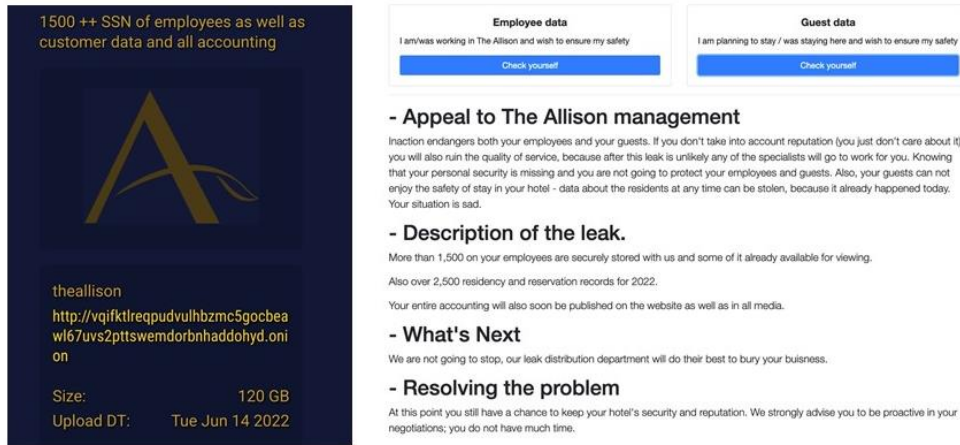 1500 ++ SSN of employees as well as
customer data and all accounting
theallison
http://vqifktlreqpudvulhbzmc5gocbea
wl67uvs2pttswemdorbnhaddohyd.oni
on
Size: 120 GB
Upload DT: Tue Jun 14 2022
Employee data
I am/was working in The Allison and wish to ensure my safety
Check yourself
Guest data
I am planning to stay / was staying here and wish to ensure my safety
Check yourself
- Appeal to The Allison management
Inaction endangers both your employees and your guests. If you don't take into account reputation (you just don't care about it)
you will also ruin the quality of service, because after this leak is unlikely any of the specialists will go to work for you. Knowing
that your personal security is missing and you are not going to protect your employees and guests. Also, your guests can not
enjoy the safety of stay in your hotel - data about the residents at any time can be stolen, because it already happened today.
Your situation is sad.
- Description of the leak.
More than 1,500 on your employees are securely stored with us and some of it already available for viewing.
Also over 2,500 residency and reservation records for 2022.
Your entire accounting will also soon be published on the website as well as in all media.
- What's Next
We are not going to stop, our leak distribution department will do their best to bury your buisness.
- Resolving the problem
At this point you still have a chance to keep your hotel's security and reputation. We strongly advise you to be proactive in your
negotiations; you do not have much time.